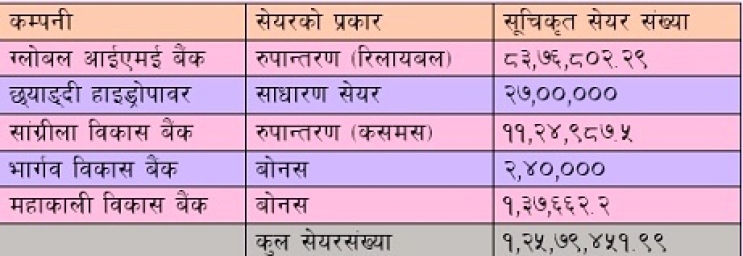 कम्पनी सेयरको प्रकार सूचिकृत सेयर संख्या
ग्लोबल आईएमई बैंक रुपान्तरण (रिलायबल) ८३,७६,८०२.२९
छ्याङ्दी हाइड्रोपावर साधारण सेयर २७,००,०००
सांग्रीला विकास बैंक रुपान्तरण (कसमस) ११,२४,९८७.५
भार्गव विकास बैंक बोनस २,४०,०००
महाकाली विकास बैंक बोनस १,३७,६६२.२
कुल सेयरसंख्या १,२५,७९,४५१.९९